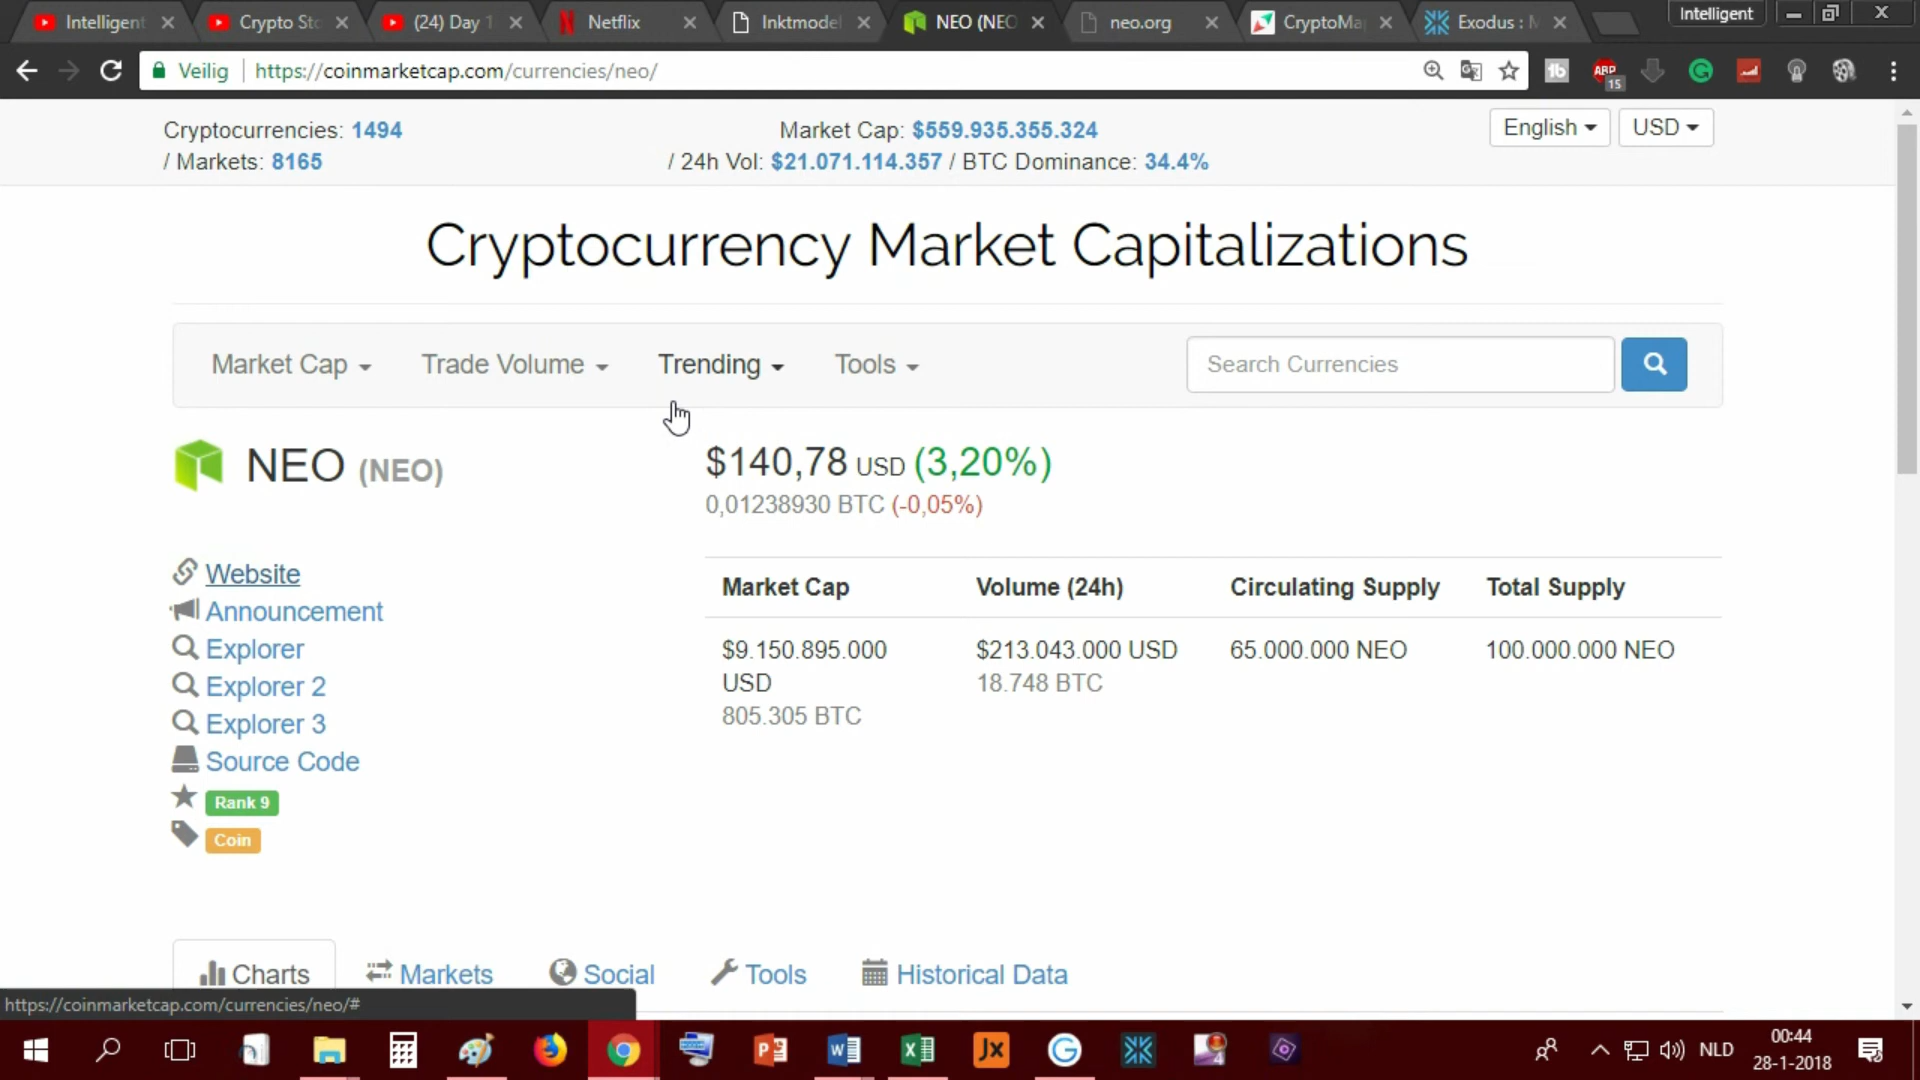 Intelligent
Crypto Sto
(24) Day 1
Netflix
Inktmodel
NEO (NEO
neo.org
CryptoMa
Exodus : M
Intelligent
Veilig
https://coinmarketcap.com/currencies/neo/
ABP
15
Cryptocurrencies: 1494
/ Markets: 8165
Market Cap: $559.935.355.324
/ 24h Vol: $21.071.114.357 / BTC Dominance: 34.4%
English
USD
Cryptocurrency Market Capitalizations
Market Cap
Trade Volume
Trending
Tools
Search Currencies
NEO (NEO)
$140,78 USD (3,20%)
0,01238930 BTC (-0,05%)
Website
Announcement
Explorer
Explorer 2
Explorer 3
Source Code
Rank 9
Coin
Market Cap
Volume (24h)
Circulating Supply
Total Supply
$9.150.895.000
USD
805.305 BTC
$213.043.000 USD
18.748 BTC
65.000.000 NEO
100.000.000 NEO
Charts
Markets
Social
Tools
Historical Data
https://coinmarketcap.com/currencies/neo/#
Jx
NLD
00:44
28-1-2018